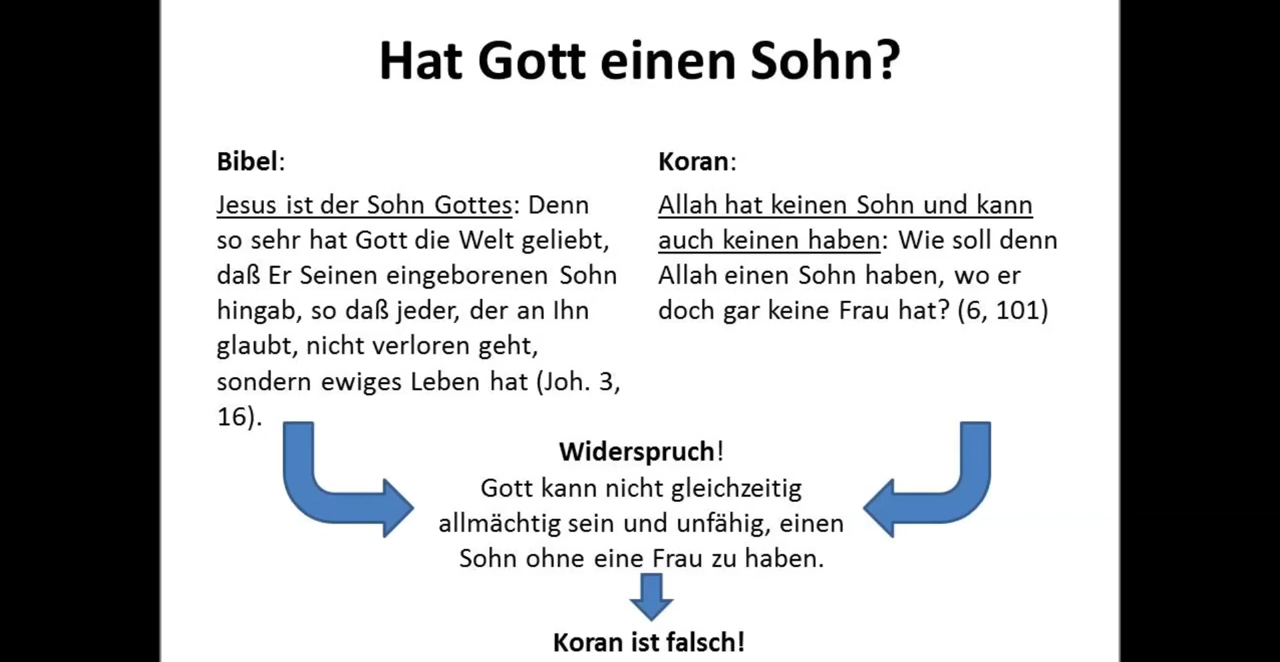 Hat Gott einen Sohn?
Bibel:
Jesus ist der Sohn Gottes: Denn
so sehr hat Gott die Welt geliebt,
daß Er Seinen eingeborenen Sohn
hingab, so daß jeder, der an Ihn
glaubt, nicht verloren geht,
sondern ewiges Leben hat (Joh. 3,
16).
Koran:
Allah hat keinen Sohn und kann
auch keinen haben: Wie soll denn
Allah einen Sohn haben, wo er
doch gar keine Frau hat? (6, 101)
Widerspruch!
Gott kann nicht gleichzeitig
allmächtig sein und unfähig, einen
Sohn ohne eine Frau zu haben.
Koran ist falsch!